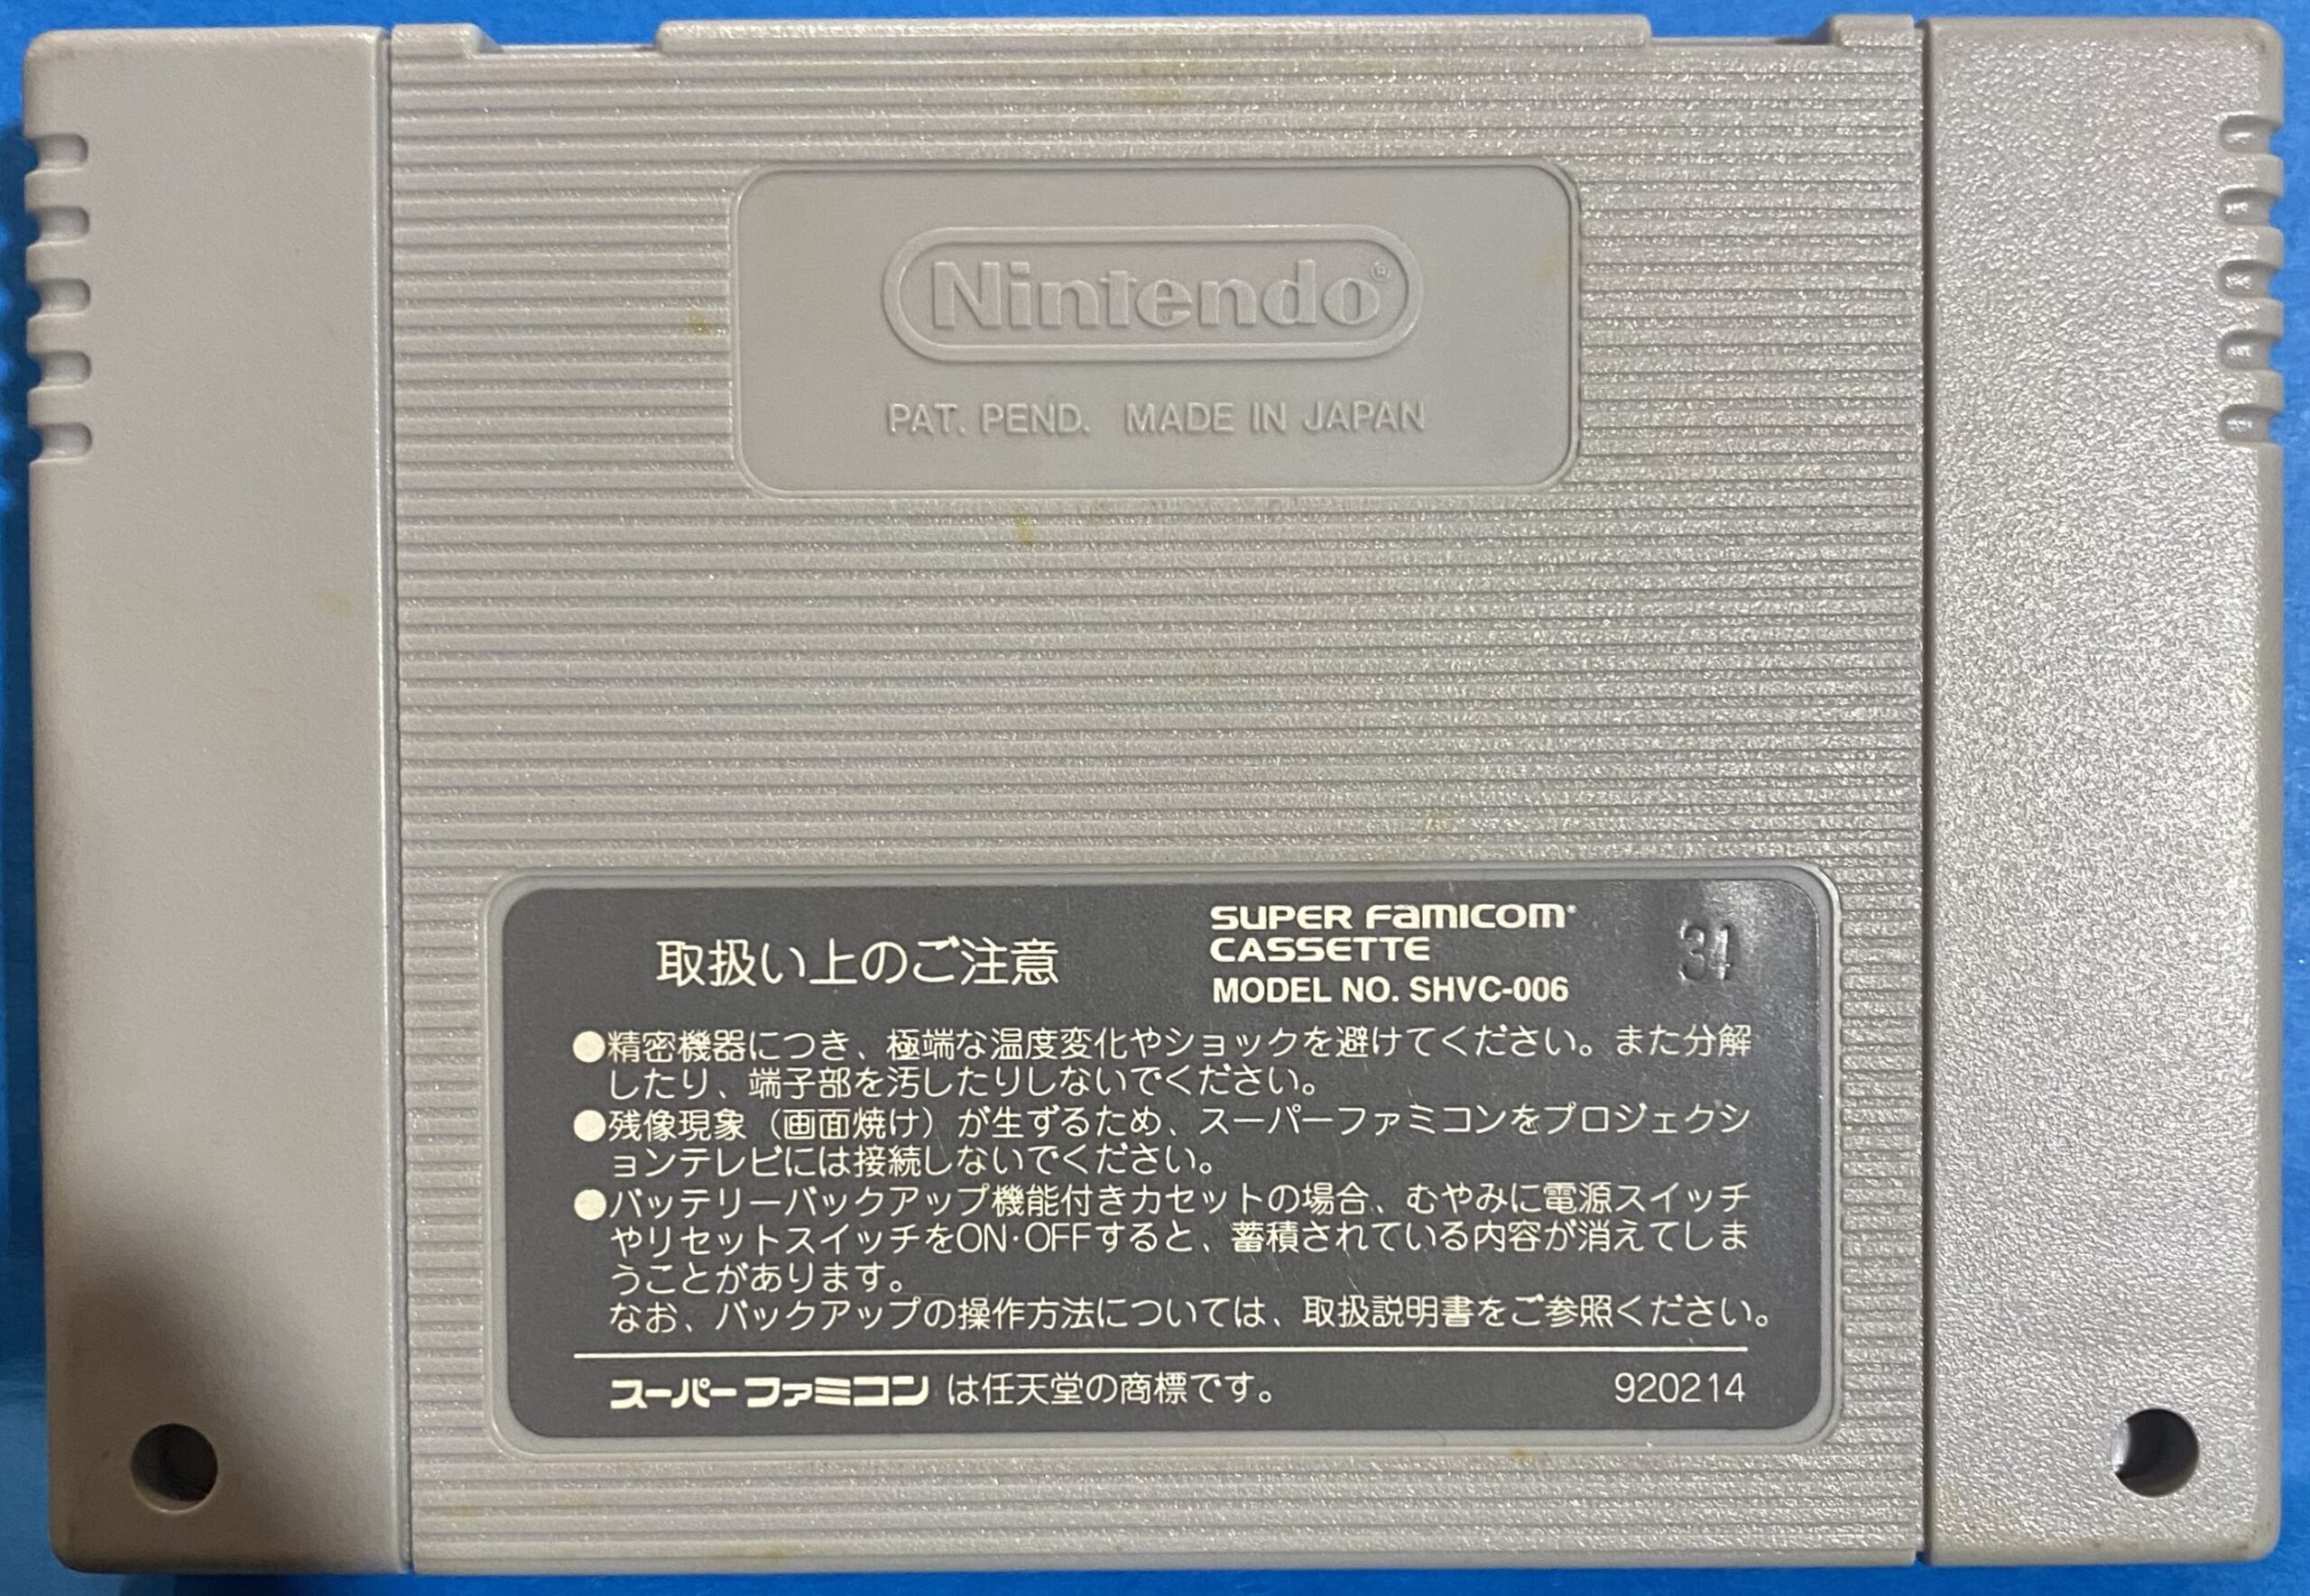 Nintendo®
PAT. PEND. MADE IN JAPAN
取扱い上のご注意
SUPER FAMICOM
CASSETTE
MODEL NO. SHVC-006
34
●精密機器につき、極端な温度変化やショックを避けてください。また分解
したり、端子部を汚したりしないでください。
●残像現象（画面焼け）が生ずるため、スーパーファミコンをプロジェクシ
ョンテレビには接続しないでください。
●バッテリーバックアップ機能付きカセットの場合、むやみに電源スイッチ
やリセットスイッチをON·OFFすると、蓄積されている内容が消えてしま
うことがあります。
なお、バックアップの操作方法については、取扱説明書をご参照ください。
スーパーファミコン は任天堂の商標です。
920214